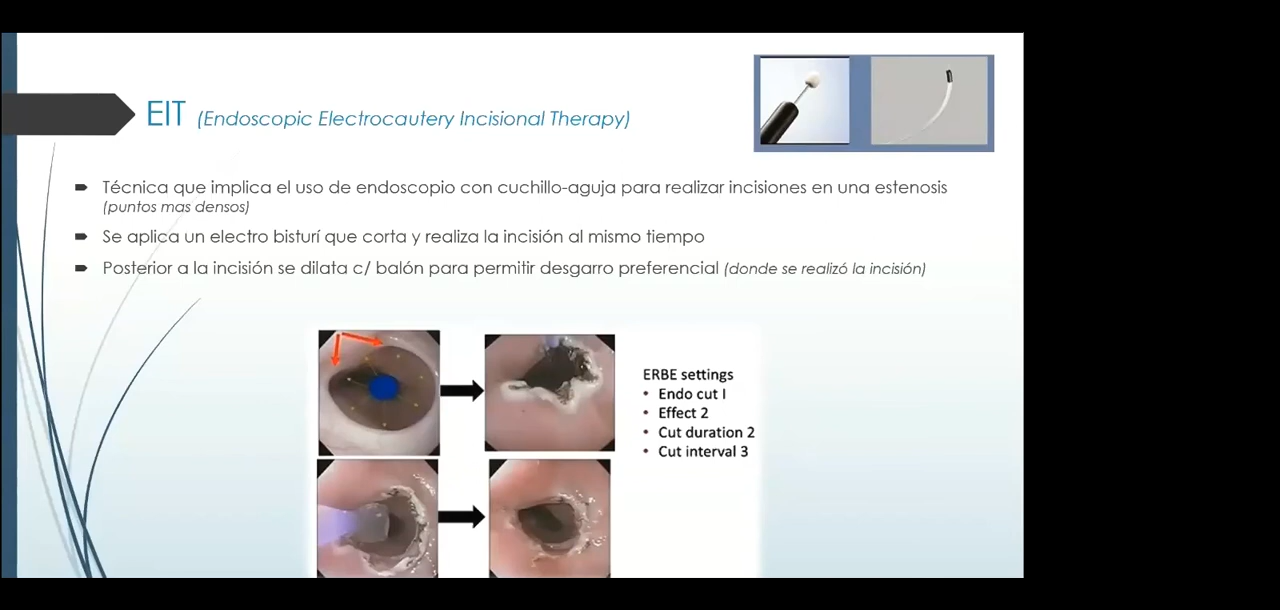 EIT (Endoscopic Electrocautery Incisional Therapy)
Técnica que implica el uso de endoscopio con cuchillo-aguja para realizar incisiones en una estenosis
(puntos mas densos)
Se aplica un electro bisturí que corta y realiza la incisión al mismo tiempo
Posterior a la incisión se dilata c/ balón para permitir desgarro preferencial (donde se realizó la incisión)
ERBE settings
• Endo cut I
• Effect 2
• Cut duration 2
• Cut interval 3